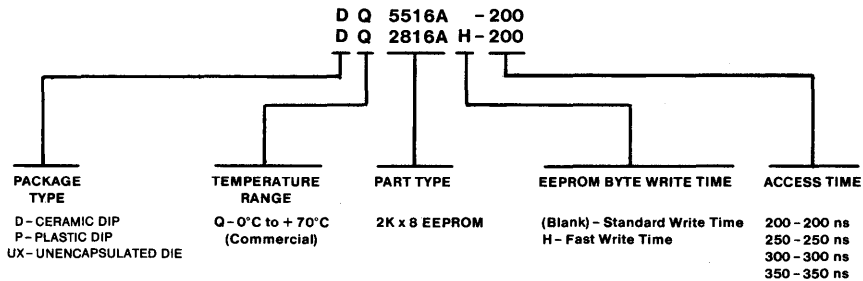 D Q 5516A -200
D Q 2816A H-200
PACKAGE
TYPE
D-CERAMIC DIP
P-PLASTIC DIP
UX-UNENCAPSULATED DIE
TEMPERATURE
RANGE
Q-0°C to + 70°C
(Commercial)
PART TYPE
2K x 8 EEPROM
EEPROM BYTE WRITE TIME
(Blank) - Standard Write Time
H-Fast Write Time
ACCESS TIME
200-200 ns
250-250 ns
300-300 ns
350-350 ns